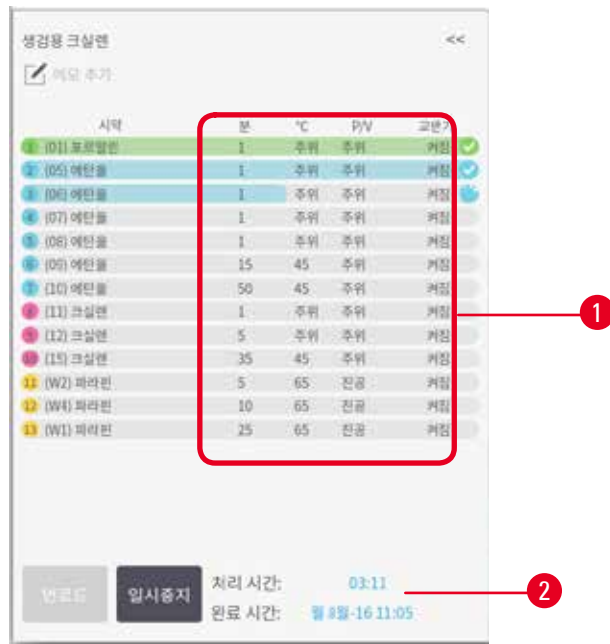 생검용 크실렌 <<
메모 추가
시약 분 °C P/V 교반기
1 (01) 포르말린 1 주위 주위 켜짐
2 (05) 에탄올 1 주위 주위 켜짐
3 (06) 에탄올 1 주위 주위 켜짐
4 (07) 에탄올 1 주위 주위 켜짐
5 (08) 에탄올 1 주위 주위 켜짐
6 (09) 에탄올 15 45 주위 켜짐
7 (10) 에탄올 50 45 주위 켜짐
8 (11) 크실렌 1 주위 주위 켜짐
9 (12) 크실렌 5 주위 주위 켜짐
10 (15) 크실렌 35 45 주위 켜짐
11 (W2) 파라핀 5 65 진공 켜짐
12 (W4) 파라핀 10 65 진공 켜짐
13 (W1) 파라핀 25 65 진공 켜짐
1
언로드 일시중지 처리 시간: 03:11
완료 시간: 월 8월-16 11:05
2